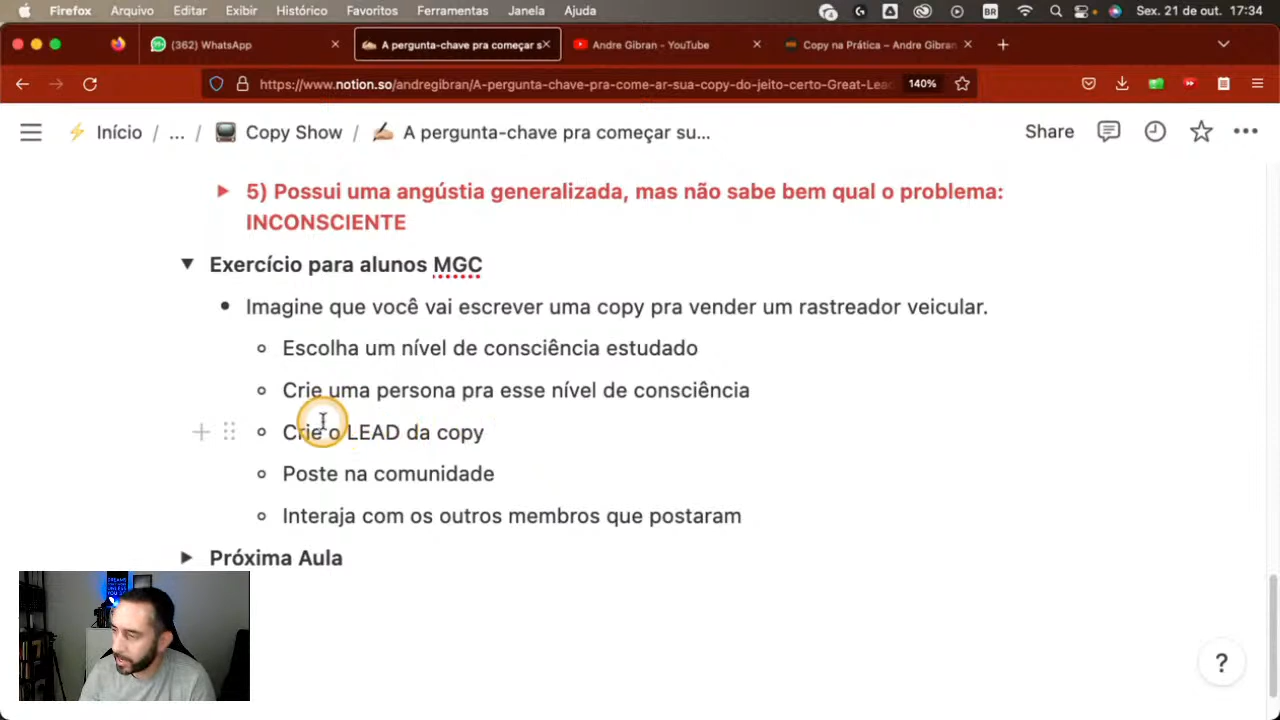 Firefox Arquivo Editar Exibir Histórico Favoritos Ferramentas Janela Ajuda BR Sex. 21 de out. 17:34
(362) WhatsApp A pergunta-chave pra começar s Andre Gibran - YouTube Copy na Prática – Andre Gibran
https://www.notion.so/andregibran/A-pergunta-chave-pra-come-ar-sua-copy-do-jeito-certo-Great-Lea 140%
Início / ... / Copy Show / A pergunta-chave pra começar su... Share
5) Possui uma angústia generalizada, mas não sabe bem qual o problema:
INCONSCIENTE
Exercício para alunos MGC
Imagine que você vai escrever uma copy pra vender um rastreador veicular.
Escolha um nível de consciência estudado
Crie uma persona pra esse nível de consciência
Crie o LEAD da copy
Poste na comunidade
Interaja com os outros membros que postaram
Próxima Aula
?